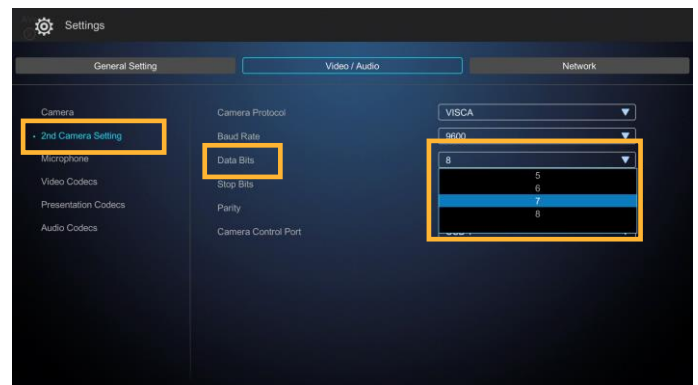 Settings
General Setting Video / Audio Network
Camera Camera Protocol VISCA
2nd Camera Setting Baud Rate 9600
Microphone Data Bits 8
5
Video Codecs Stop Bits 6
Presentation Codecs Parity 7
8
Audio Codecs Camera Control Port